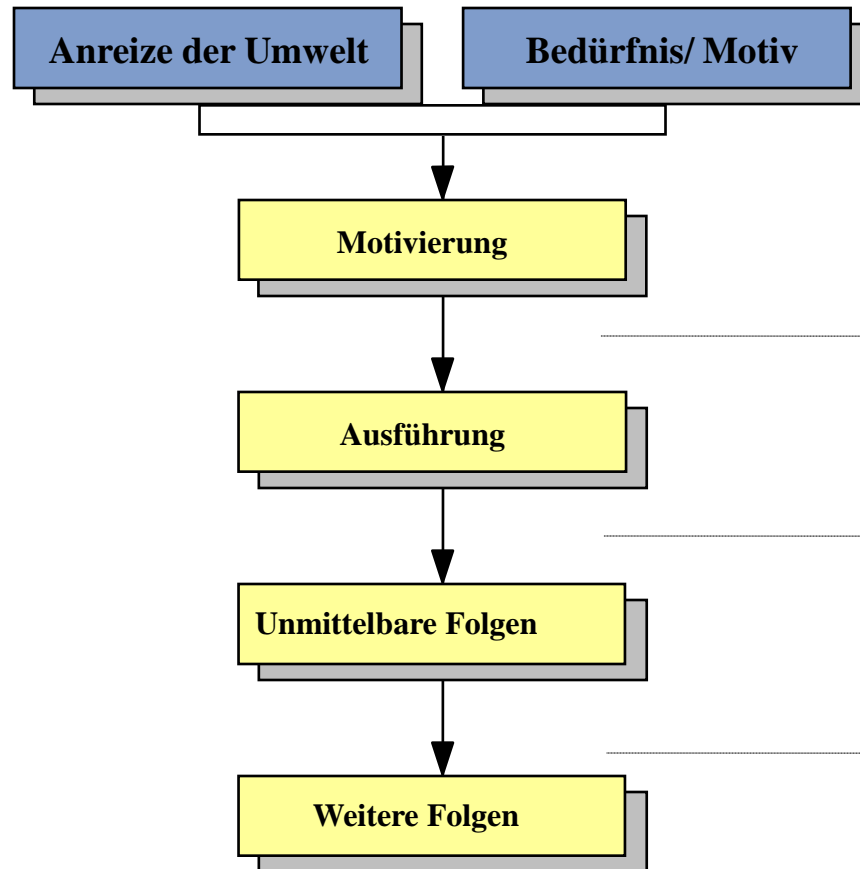 Anreize der Umwelt
Bedürfnis/ Motiv
Motivierung
Ausführung
Unmittelbare Folgen
Weitere Folgen